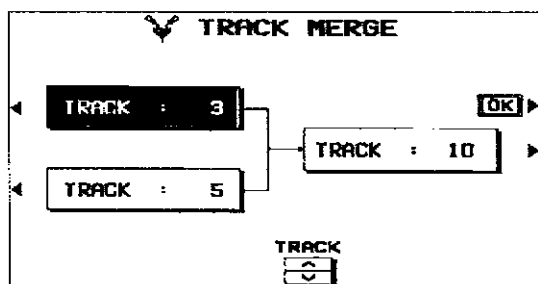 TRACK MERGE
TRACK : 3
OK
TRACK : 10
TRACK : 5
TRACK